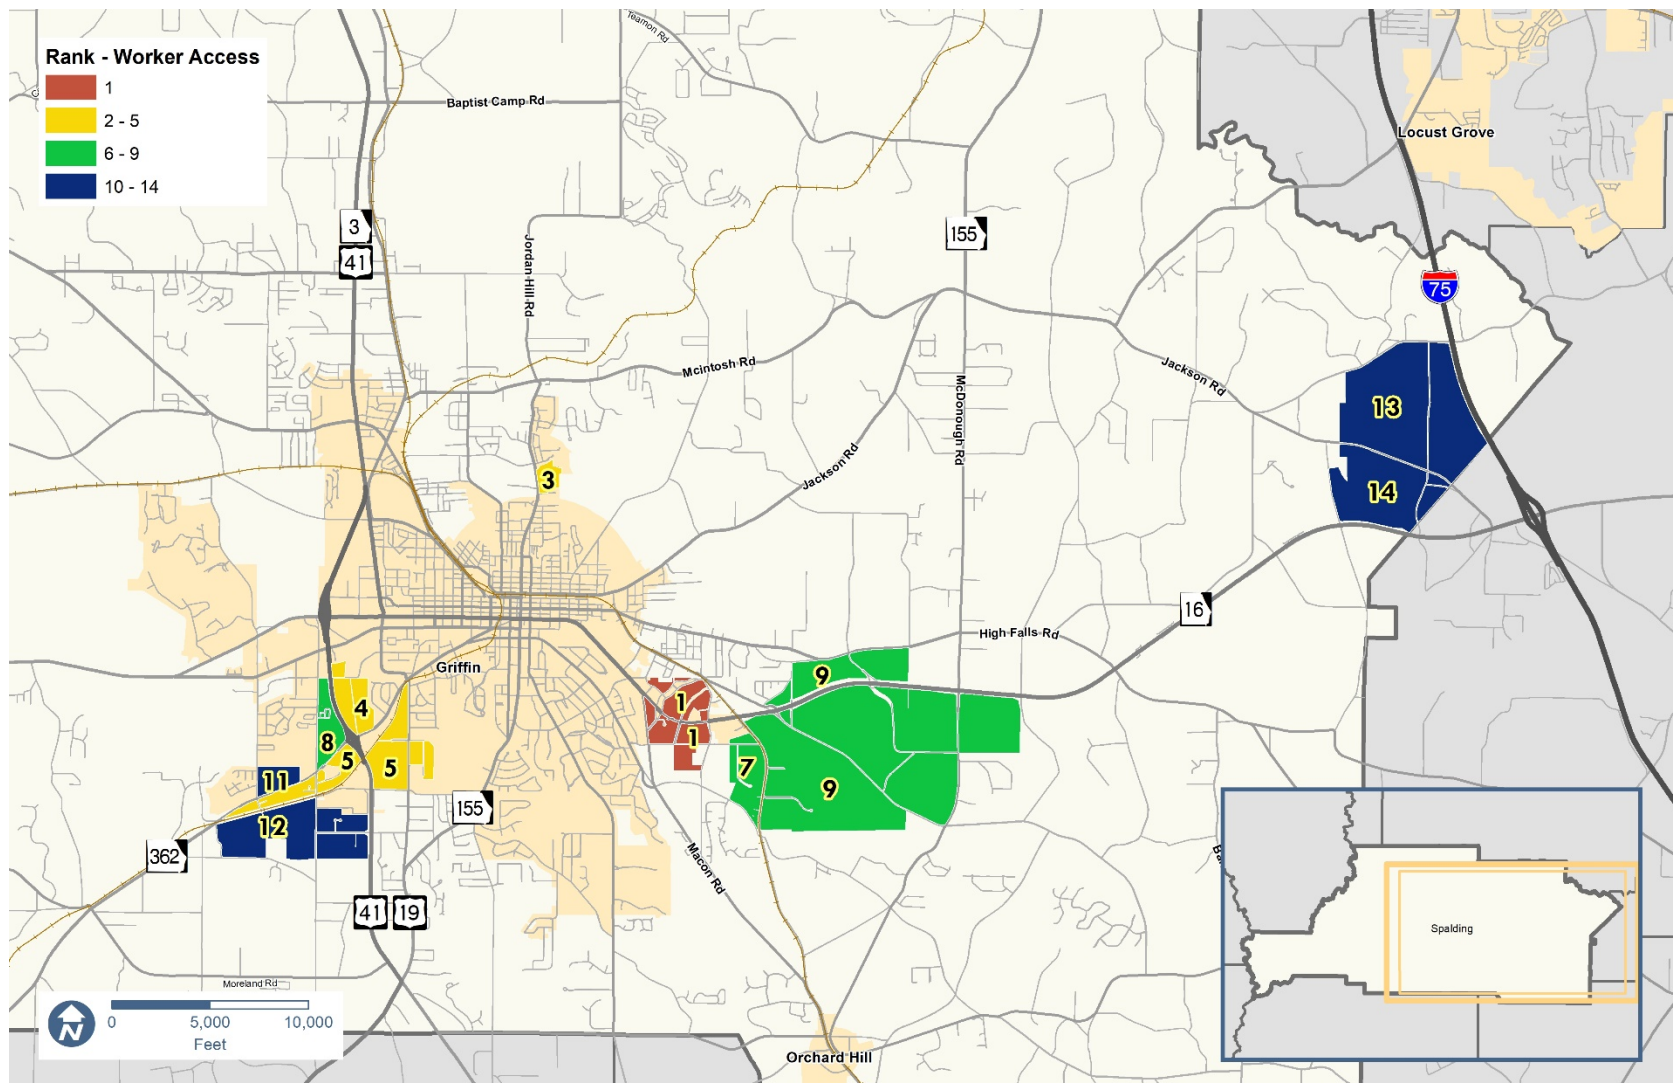 Rank - Worker Access
1
2 - 5
6 - 9
10 - 14
Teamon Rd
Baptist Camp Rd
Locust Grove
3
41
155
Jordan Hill Rd
75
Mcintosh Rd
Jackson Rd
McDonough Rd
13
Jackson Rd
3
14
16
High Falls Rd
Griffin
9
4
1
1
8
5
5
7
11
9
12
155
362
Macon Rd
41
19
Spalding
Moreland Rd
N
0
5,000
10,000
Feet
Orchard Hill